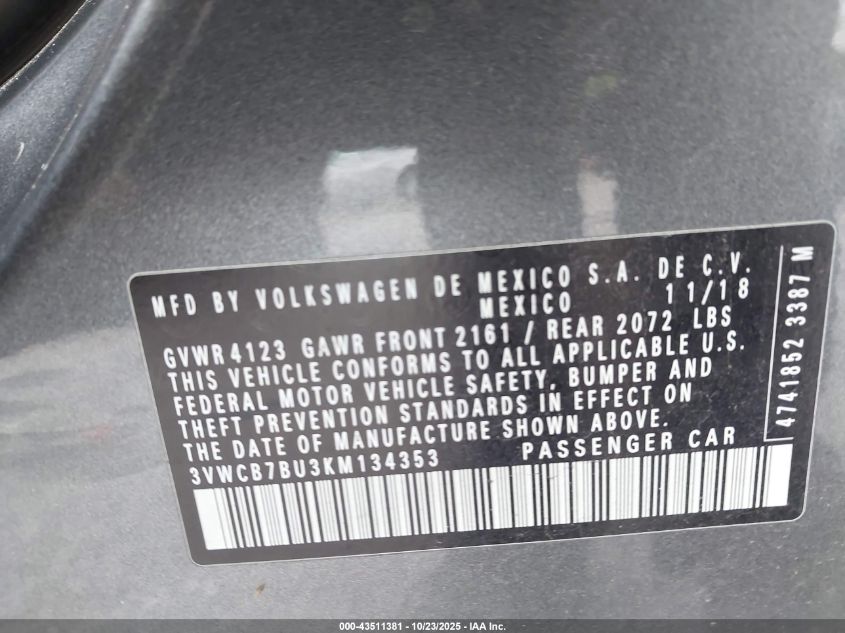 MFD BY VOLKSWAGEN DE MEXICO S.A. DE C.V.
MEXICO 11/18
GVWR 4123 GAWR FRONT 2161 / REAR 2072 LBS
THIS VEHICLE CONFORMS TO ALL APPLICABLE U.S.
FEDERAL MOTOR VEHICLE SAFETY, BUMPER AND
THEFT PREVENTION STANDARDS IN EFFECT ON
THE DATE OF MANUFACTURE SHOWN ABOVE.
3VWCB7BU3KM134353 PASSENGER CAR
4741852 3387 M
000-43511381 - 10/23/2025 - IAA Inc.